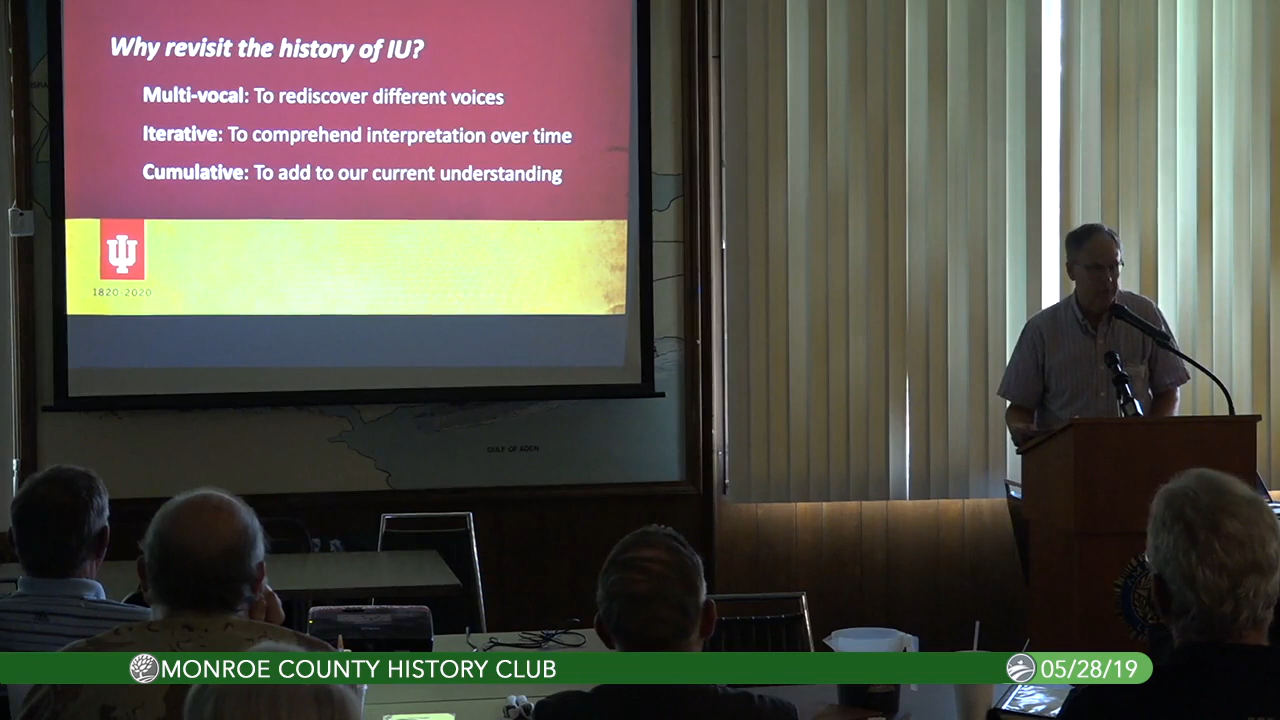 Why revisit the history of IU?
Multi-vocal: To rediscover different voices
Iterative: To comprehend interpretation over time
Cumulative: To add to our current understanding
1820-2020
GULF OF ADEN
MONROE COUNTY HISTORY CLUB
05/28/19